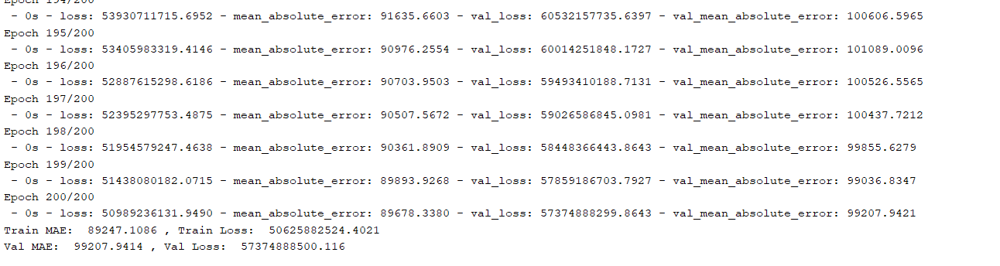 Epoch 194/200
 - 0s - loss: 53930711715.6952 - mean_absolute_error: 91635.6603 - val_loss: 60532157735.6397 - val_mean_absolute_error: 100606.5965
Epoch 195/200
 - 0s - loss: 53405983319.4146 - mean_absolute_error: 90976.2554 - val_loss: 60014251848.1727 - val_mean_absolute_error: 101089.0096
Epoch 196/200
 - 0s - loss: 52887615298.6186 - mean_absolute_error: 90703.9503 - val_loss: 59493410188.7131 - val_mean_absolute_error: 100526.5565
Epoch 197/200
 - 0s - loss: 52395297753.4875 - mean_absolute_error: 90507.5672 - val_loss: 59026586845.0981 - val_mean_absolute_error: 100437.7212
Epoch 198/200
 - 0s - loss: 51954579247.4638 - mean_absolute_error: 90361.8909 - val_loss: 58448366443.8643 - val_mean_absolute_error: 99855.6279
Epoch 199/200
 - 0s - loss: 51438080182.0715 - mean_absolute_error: 89893.9268 - val_loss: 57859186703.7927 - val_mean_absolute_error: 99036.8347
Epoch 200/200
 - 0s - loss: 50989236131.9490 - mean_absolute_error: 89678.3380 - val_loss: 57374888299.8643 - val_mean_absolute_error: 99207.9421
Train MAE:  89247.1086 , Train Loss:  50625882524.4021
Val MAE:  99207.9414 , Val Loss:  57374888500.116